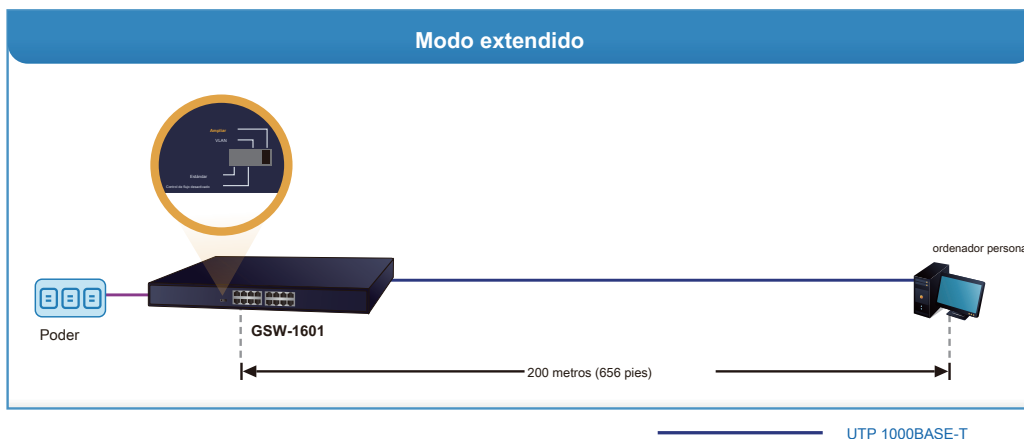 Modo extendido
Ampliar
VLAN
Estándar
Control de flujo desactivado
ordenador persona
Poder
GSW-1601
200 metros (656 pies)
UTP 1000BASE-T